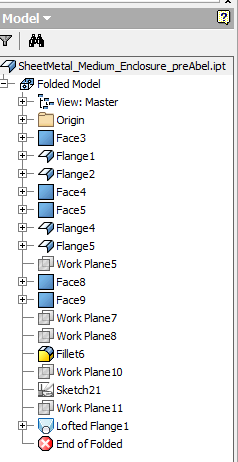 Model
SheetMetal_Medium_Enclosure_preAbel.ipt
Folded Model
View: Master
Origin
Face3
Flange1
Flange2
Face4
Face5
Flange4
Flange5
Work Plane5
Face8
Face9
Work Plane7
Work Plane8
Fillet6
Work Plane10
Sketch21
Work Plane11
Lofted Flange1
End of Folded